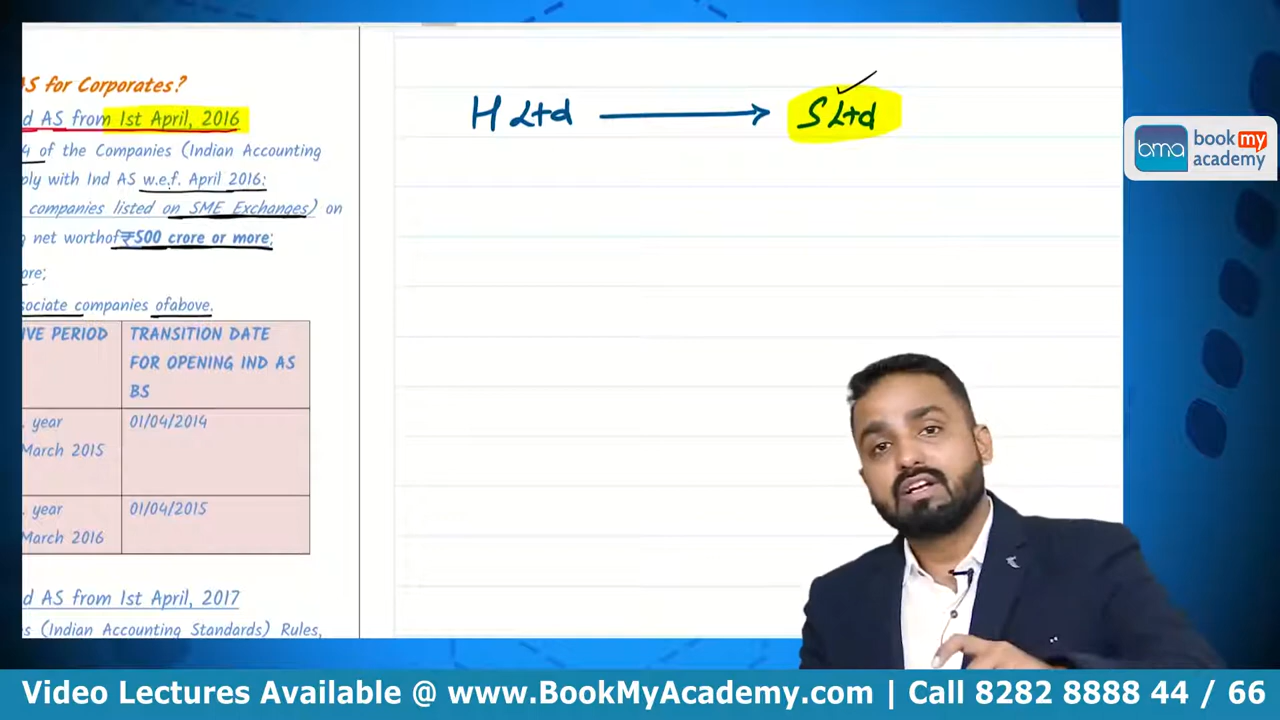 AS for Corporates?
d AS from 1st April, 2016
4 of the Companies (Indian Accounting
ply with Ind AS w.e.f. April 2016:
companies listed on SME Exchanges) on
g net worthof₹500 crore or more;
ore;
sociate companies ofabove.
IVE PERIOD
TRANSITION DATE
FOR OPENING IND AS
BS
. year
March 2015
01/04/2014
. year
March 2016
01/04/2015
d AS from 1st April, 2017
s (Indian Accounting Standards) Rules,
H Ltd
S Ltd
bma
book my
academy
Video Lectures Available @ www.BookMyAcademy.com | Call 8282 8888 44 / 66